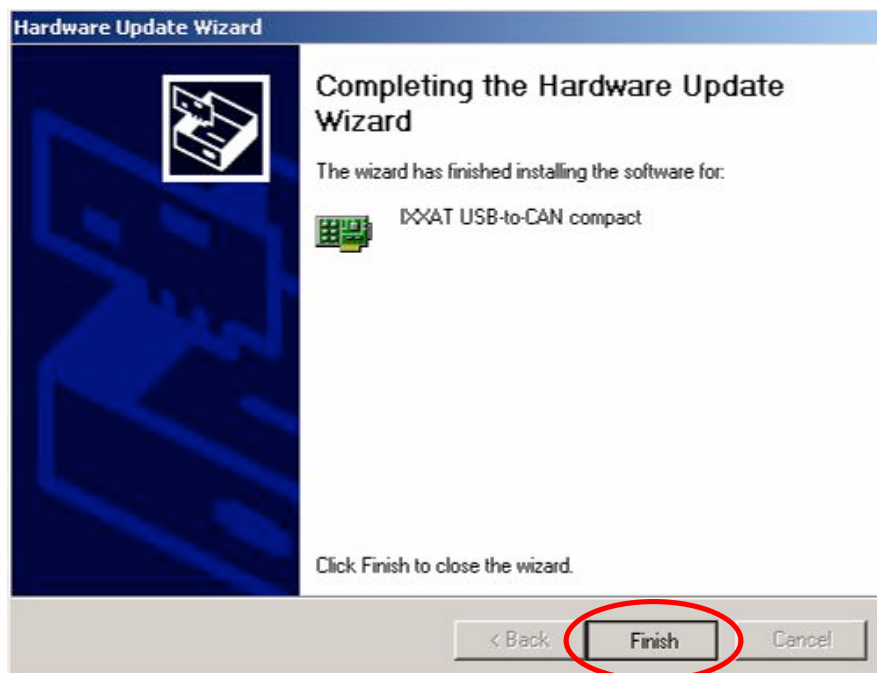 Hardware Update Wizard
Completing the Hardware Update
Wizard
The wizard has finished installing the software for:
IXXAT USB-to-CAN compact
Click Finish to close the wizard.
< Back Finish Cancel